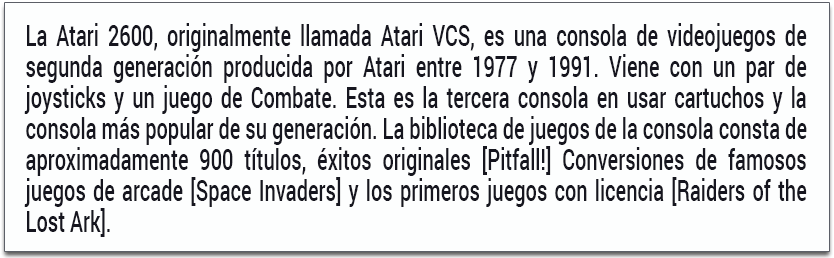 La Atari 2600, originalmente llamada Atari VCS, es una consola de videojuegos de
segunda generación producida por Atari entre 1977 y 1991. Viene con un par de
joysticks y un juego de Combate. Esta es la tercera consola en usar cartuchos y la
consola más popular de su generación. La biblioteca de juegos de la consola consta de
aproximadamente 900 títulos, éxitos originales [Pitfall!] Conversiones de famosos
juegos de arcade [Space Invaders] y los primeros juegos con licencia [Raiders of the
Lost Ark].